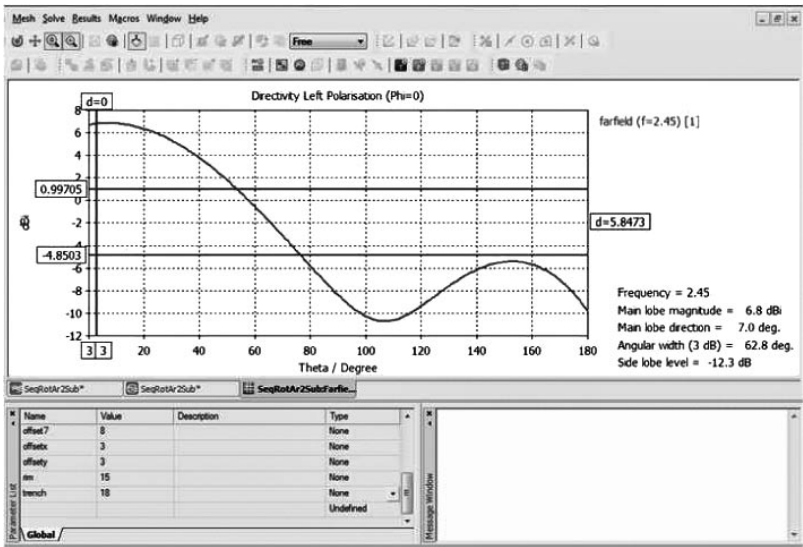 Mesh Solve Results Macros Window Help
Free
Directivity Left Polarisation (Phi=0)
d=0
farfield (f=2.45) [1]
8
6
4
0.99705
0
-2
dBi
d=5.8473
-4
-4.8503
-6
-8
-10
-12
3 3 20 40 60 80 100 120 140 160 180
Theta / Degree
Frequency = 2.45
Main lobe magnitude = 6.8 dBi
Main lobe direction = 7.0 deg.
Angular width (3 dB) = 62.8 deg.
Side lobe level = -12.3 dB
SeqRotAr2Sub* SeqRotAr2Sub* SeqRotAr2Sub:Farfie...
Name Value Description Type
offset7 8 None
offsetx 3 None
offsety 3 None
rim 15 None
trench 18 None
Undefined
Global
Parameter List
Message Window